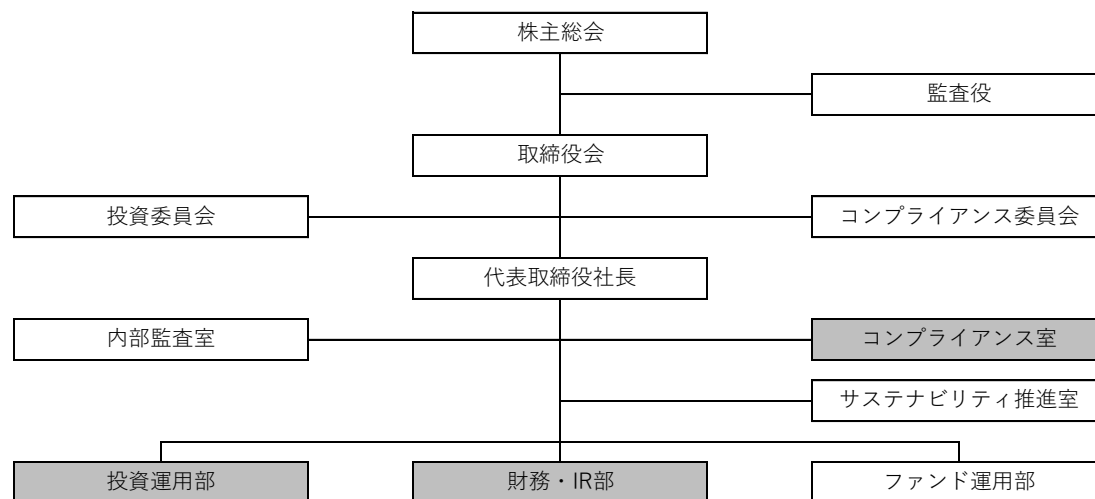 株主総会
監査役
取締役会
投資委員会
コンプライアンス委員会
代表取締役社長
内部監査室
コンプライアンス室
サステナビリティ推進室
投資運用部
財務・IR部
ファンド運用部